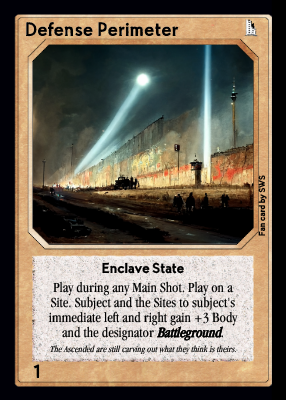 Defense Perimeter
Fan card by SWS
Enclave State
Play during any Main Shot. Play on a
Site. Subject and the Sites to subject's
immediate left and right gain +3 Body
and the designator Battleground.
The Ascended are still carving out what they think is theirs.
1